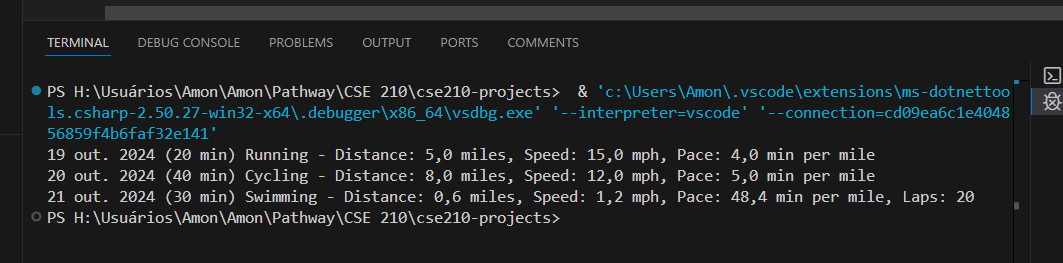 TERMINAL DEBUG CONSOLE PROBLEMS OUTPUT PORTS COMMENTS
PS H:\Usuários\Amon\Amon\Pathway\CSE 210\cse210-projects>  & 'c:\Users\Amon\.vscode\extensions\ms-dotnettoo
ls.csharp-2.50.27-win32-x64\.debugger\x86_64\vsdbg.exe' '--interpreter=vscode' '--connection=cd09ea6c1e4048
56859f4b6faf32e141'
19 out. 2024 (20 min) Running - Distance: 5,0 miles, Speed: 15,0 mph, Pace: 4,0 min per mile
20 out. 2024 (40 min) Cycling - Distance: 8,0 miles, Speed: 12,0 mph, Pace: 5,0 min per mile
21 out. 2024 (30 min) Swimming - Distance: 0,6 miles, Speed: 1,2 mph, Pace: 48,4 min per mile, Laps: 20
PS H:\Usuários\Amon\Amon\Pathway\CSE 210\cse210-projects>